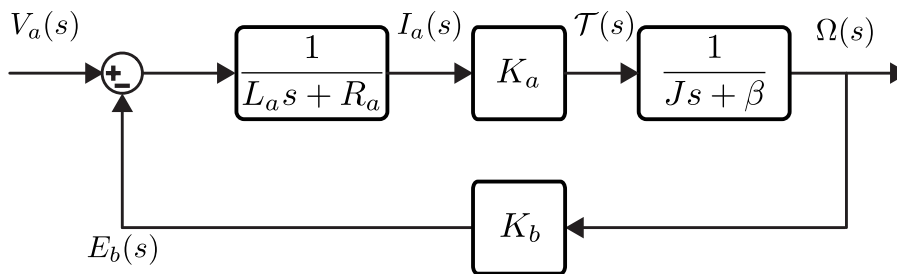 V_a(s)
+
−
1
L_a s + R_a
I_a(s)
K_a
𝒯(s)
1
Js + β
Ω(s)
K_b
E_b(s)